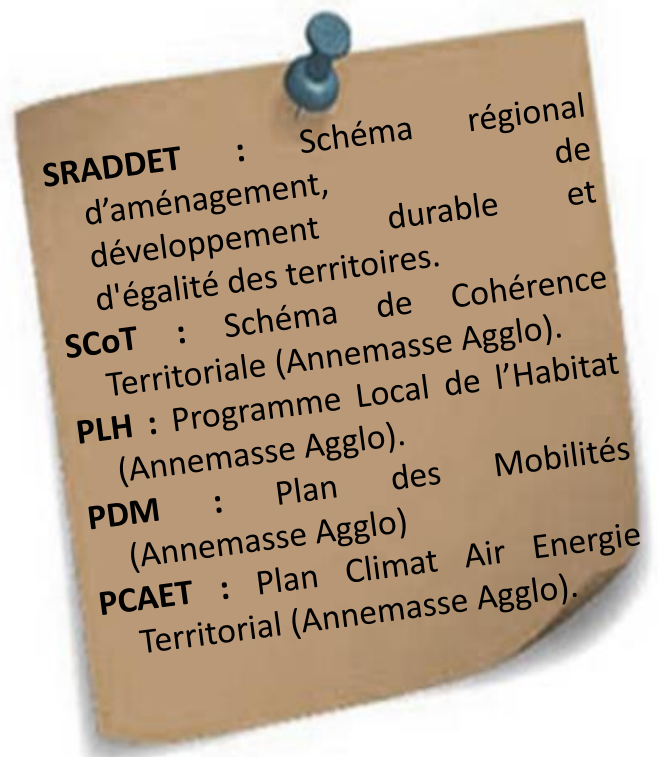 SRADDET : Schéma régional
d’aménagement, de
développement durable et
d'égalité des territoires.
SCoT : Schéma de Cohérence
Territoriale (Annemasse Agglo).
PLH : Programme Local de l’Habitat
(Annemasse Agglo).
PDM : Plan des Mobilités
(Annemasse Agglo)
PCAET : Plan Climat Air Energie
Territorial (Annemasse Agglo).